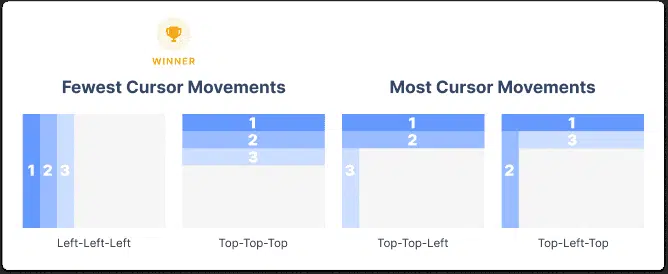 WINNER
Fewest Cursor Movements
Most Cursor Movements
1 2 3
1
2
3
1
2
3
1
3
2
Left-Left-Left
Top-Top-Top
Top-Top-Left
Top-Left-Top